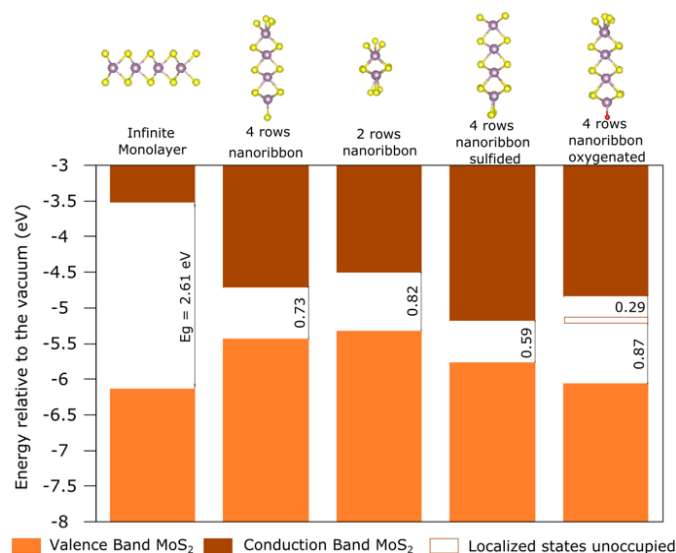 Infinite
Monolayer
4 rows
nanoribbon
2 rows
nanoribbon
4 rows
nanoribbon
sulfided
4 rows
nanoribbon
oxygenated
Energy relative to the vacuum (eV)
-3
-3.5
-4
-4.5
-5
-5.5
-6
-6.5
-7
-7.5
-8
Eg = 2.61 eV
0.73
0.82
0.59
0.29
0.87
Valence Band MoS₂
Conduction Band MoS₂
Localized states unoccupied